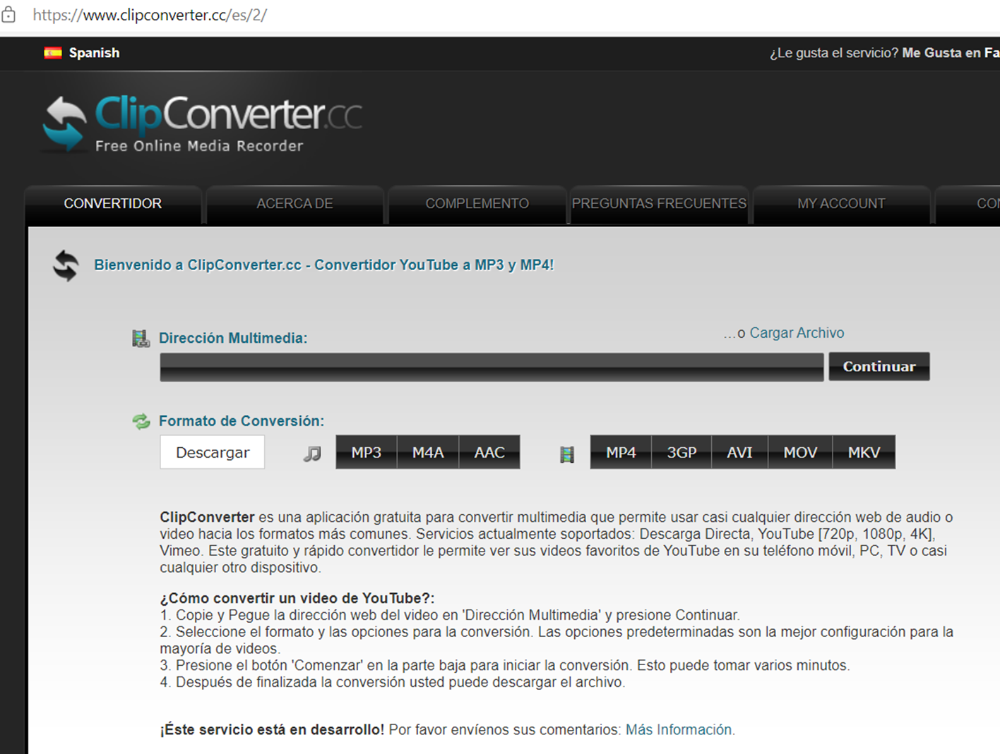 https://www.clipconverter.cc/es/2/
Spanish
¿Le gusta el servicio? Me Gusta en Fa
ClipConverter.cc
Free Online Media Recorder
CONVERTIDOR
ACERCA DE
COMPLEMENTO
PREGUNTAS FRECUENTES
MY ACCOUNT
CON
Bienvenido a ClipConverter.cc - Convertidor YouTube a MP3 y MP4!
Dirección Multimedia:
...o Cargar Archivo
Continuar
Formato de Conversión:
Descargar
MP3 M4A AAC
MP4 3GP AVI MOV MKV
ClipConverter es una aplicación gratuita para convertir multimedia que permite usar casi cualquier dirección web de audio o
video hacia los formatos más comunes. Servicios actualmente soportados: Descarga Directa, YouTube [720p, 1080p, 4K],
Vimeo. Este gratuito y rápido convertidor le permite ver sus videos favoritos de YouTube en su teléfono móvil, PC, TV o casi
cualquier otro dispositivo.
¿Cómo convertir un video de YouTube?:
1. Copie y Pegue la dirección web del video en 'Dirección Multimedia' y presione Continuar.
2. Seleccione el formato y las opciones para la conversión. Las opciones predeterminadas son la mejor configuración para la
mayoría de videos.
3. Presione el botón 'Comenzar' en la parte baja para iniciar la conversión. Esto puede tomar varios minutos.
4. Después de finalizada la conversión usted puede descargar el archivo.
¡Éste servicio está en desarrollo! Por favor envíenos sus comentarios: Más Información.